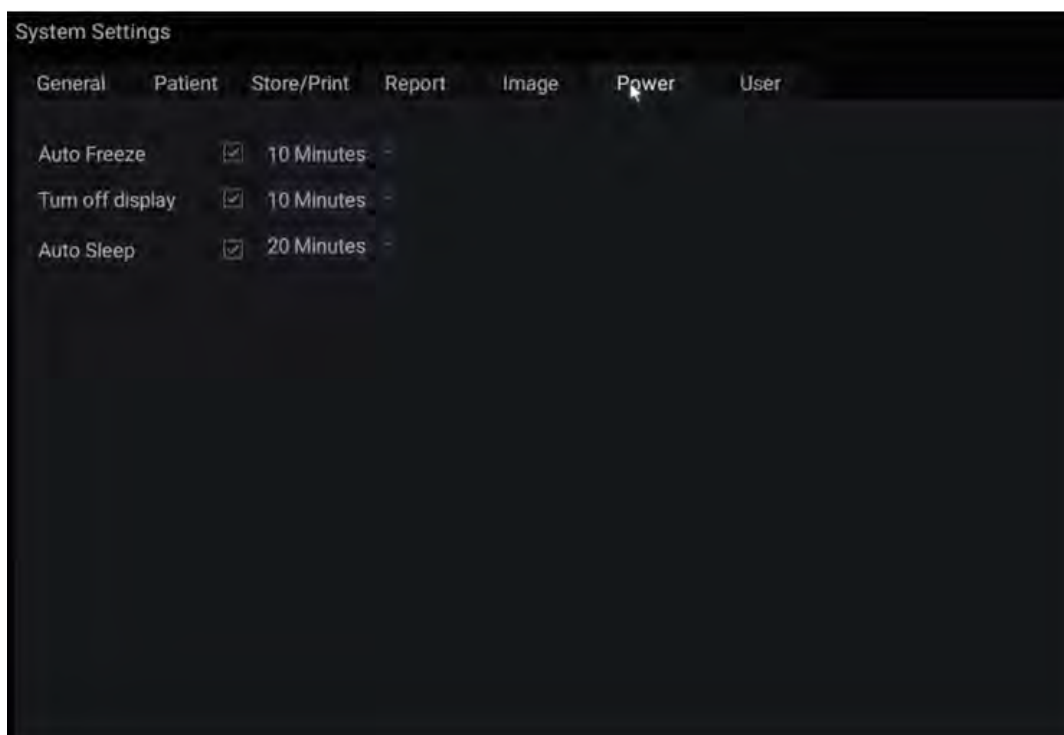 System Settings
General Patient Store/Print Report Image Power User
Auto Freeze 10 Minutes
Turn off display 10 Minutes
Auto Sleep 20 Minutes